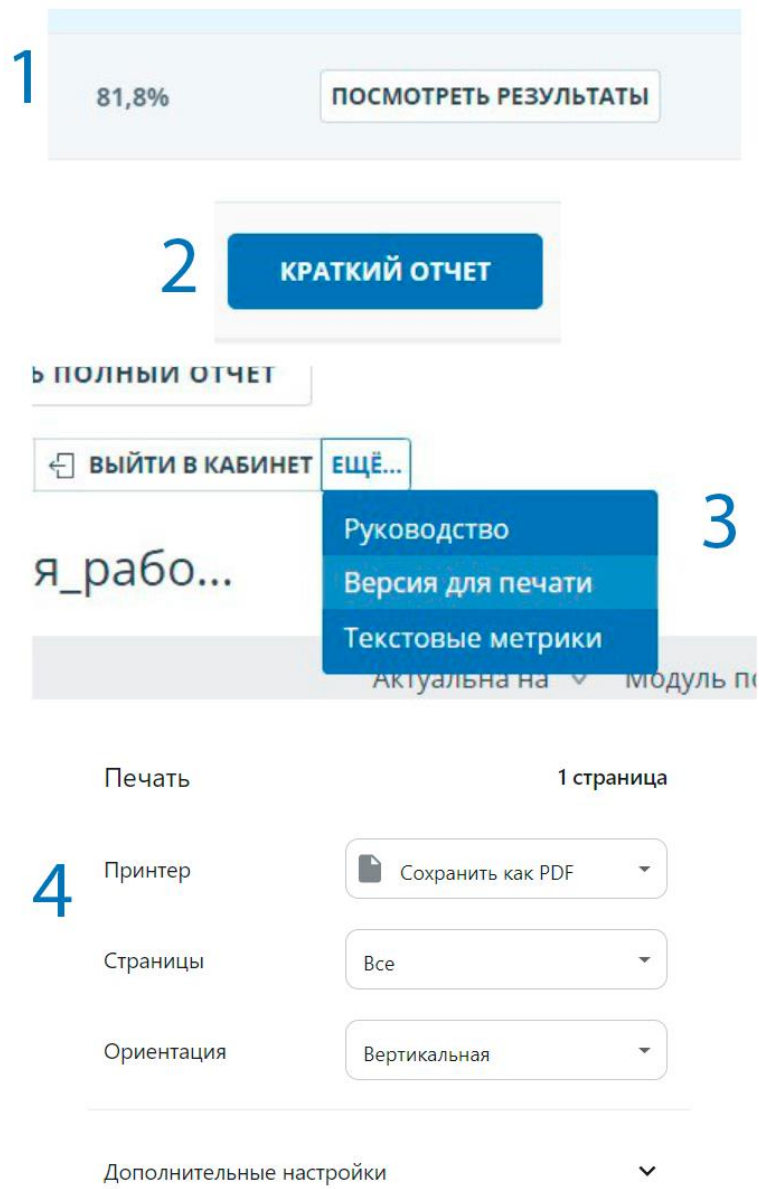 1
81,8%
ПОСМОТРЕТЬ РЕЗУЛЬТАТЫ
2
КРАТКИЙ ОТЧЕТ
Ь ПОЛНЫЙ ОТЧЕТ
ВЫЙТИ В КАБИНЕТ ЕЩЁ...
Руководство
3
я_рабо...
Версия для печати
Текстовые метрики
Актуальна на Модуль по
Печать 1 страница
4
Принтер Сохранить как PDF
Страницы Все
Ориентация Вертикальная
Дополнительные настройки